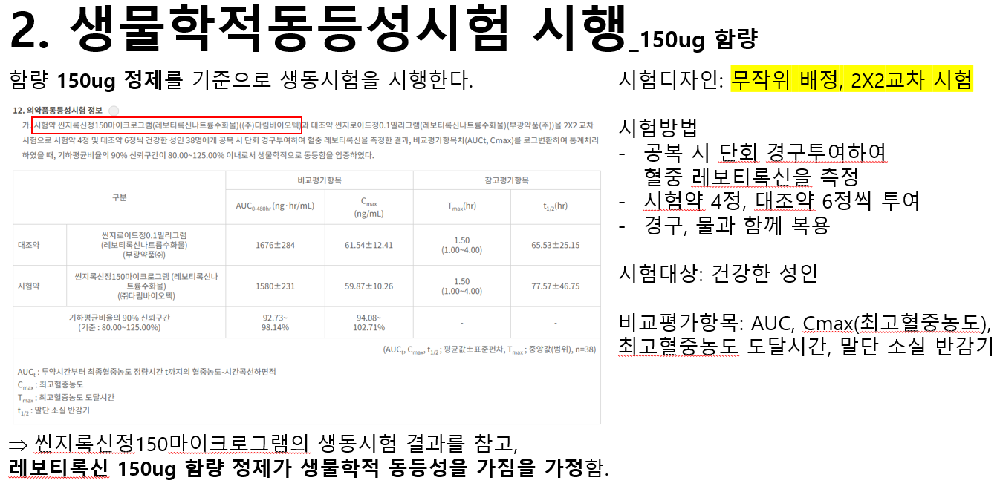 2. 생물학적동등성시험 시행_150ug 함량
함량 150ug 정제를 기준으로 생동시험을 시행한다.
12. 의약품동등성시험 정보
가. 시험약 씬지록신정150마이크로그램(레보티록신나트륨수화물)((주)다림바이오텍)과 대조약 씬지로이드정0.1밀리그램(레보티록신나트륨수화물)(부광약품(주))을 2X2 교차
시험으로 시험약 4정 및 대조약 6정씩 건강한 성인 38명에게 공복 시 단회 경구투여하여 혈중 레보티록신을 측정한 결과, 비교평가항목치(AUCt, Cmax)를 로그변환하여 통계처리
하였을 때, 기하평균비율의 90% 신뢰구간이 80.00~125.00% 이내로서 생물학적으로 동등함을 입증하였다.
구분
비교평가항목
참고평가항목
AUC0-480hr (ng·hr/mL)
Cmax
(ng/mL)
Tmax(hr)
t1/2(hr)
대조약
씬지로이드정0.1밀리그램
(레보티록신나트륨수화물)
(부광약품㈜)
1676±284
61.54±12.41
1.50
(1.00~4.00)
65.53±25.15
시험약
씬지록신정150마이크로그램 (레보티록신나
트륨수화물)
(㈜다림바이오텍)
1580±231
59.87±10.26
1.50
(1.00~4.00)
77.57±46.75
기하평균비율의 90% 신뢰구간
(기준 : 80.00~125.00%)
92.73~
98.14%
94.08~
102.71%
-
-
(AUCt, Cmax, t1/2 ; 평균값±표준편차, Tmax ; 중앙값(범위), n=38)
AUCt : 투약시간부터 최종혈중농도 정량시간 t까지의 혈중농도-시간곡선하면적
Cmax : 최고혈중농도
Tmax : 최고혈중농도 도달시간
t1/2 : 말단 소실 반감기
⇒ 씬지록신정150마이크로그램의 생동시험 결과를 참고,
레보티록신 150ug 함량 정제가 생물학적 동등성을 가짐을 가정함.
시험디자인: 무작위 배정, 2X2교차 시험
시험방법
- 공복 시 단회 경구투여하여
혈중 레보티록신을 측정
- 시험약 4정, 대조약 6정씩 투여
- 경구, 물과 함께 복용
시험대상: 건강한 성인
비교평가항목: AUC, Cmax(최고혈중농도),
최고혈중농도 도달시간, 말단 소실 반감기